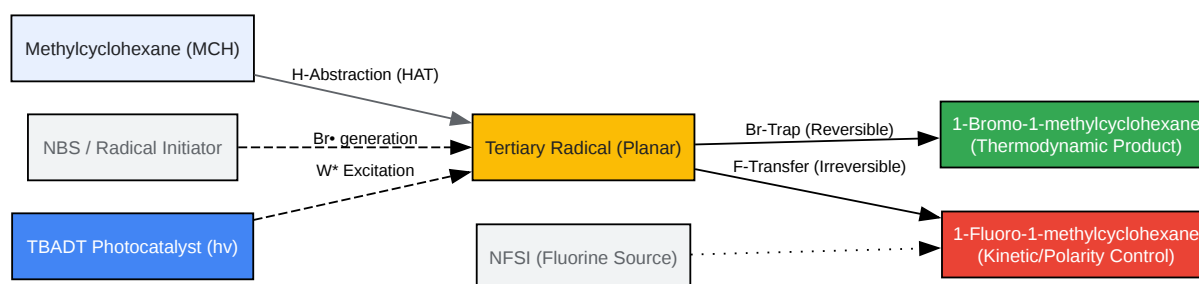 Methylcyclohexane (MCH)
H-Abstraction (HAT)
NBS / Radical Initiator
Br• generation
W* Excitation
TBADT Photocatalyst (hv)
Tertiary Radical (Planar)
Br-Trap (Reversible)
F-Transfer (Irreversible)
NFSI (Fluorine Source)
1-Bromo-1-methylcyclohexane
(Thermodynamic Product)
1-Fluoro-1-methylcyclohexane
(Kinetic/Polarity Control)